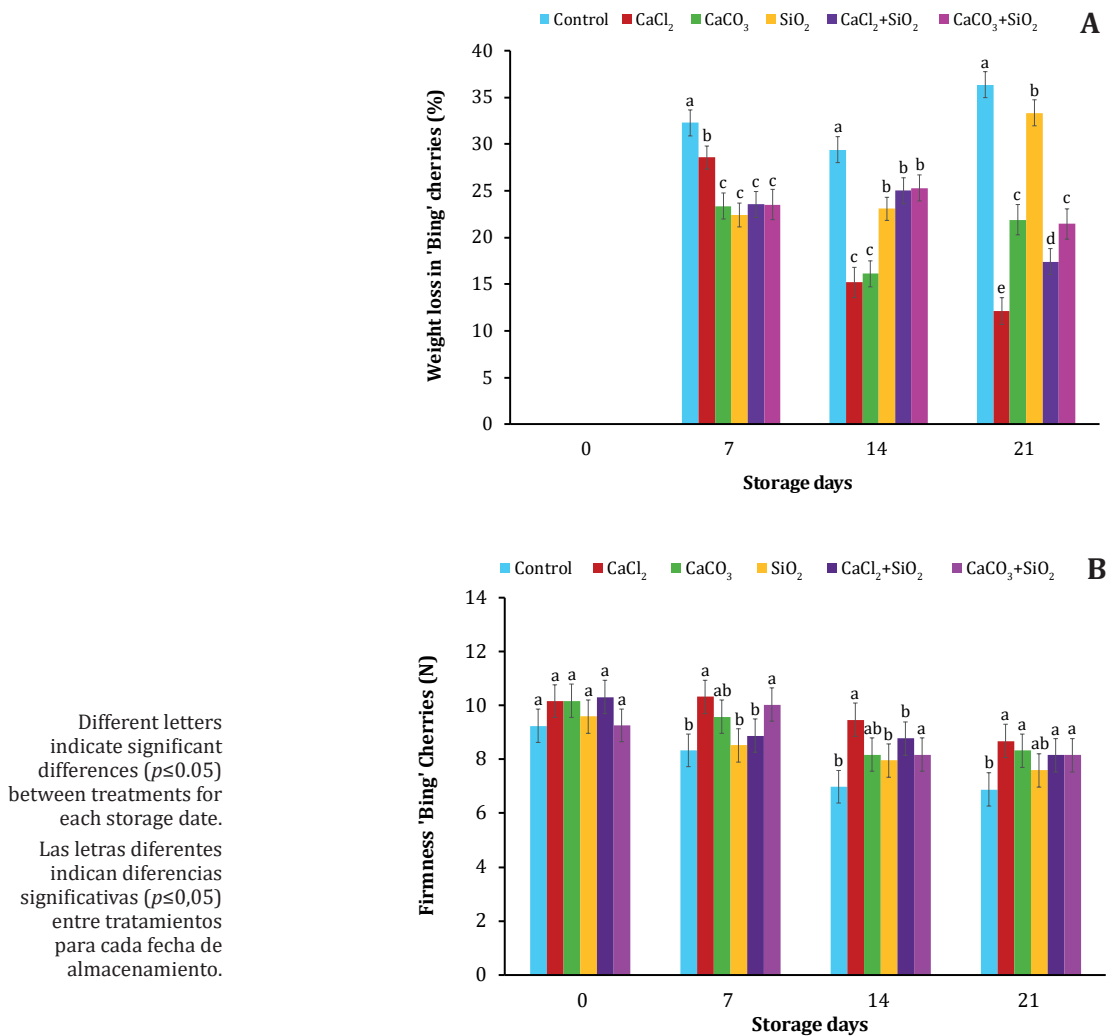 Control CaCl₂ CaCO₃ SiO₂ CaCl₂+SiO₂ CaCO₃+SiO₂ A
Weight loss in 'Bing' cherries (%)
40
35
30
25
20
15
10
5
0
a b c c c c
a c c b b b
a e c b d c
0 7 14 21
Storage days
Control CaCl₂ CaCO₃ SiO₂ CaCl₂+SiO₂ CaCO₃+SiO₂ B
Firmness 'Bing' Cherries (N)
14
12
10
8
6
4
2
0
a a a a a a
b a ab b b a
b a ab b a a
b a a ab a a
0 7 14 21
Storage days
Different letters
indicate significant
differences (p≤0.05)
between treatments for
each storage date.
Las letras diferentes
indican diferencias
significativas (p≤0,05)
entre tratamientos
para cada fecha de
almacenamiento.